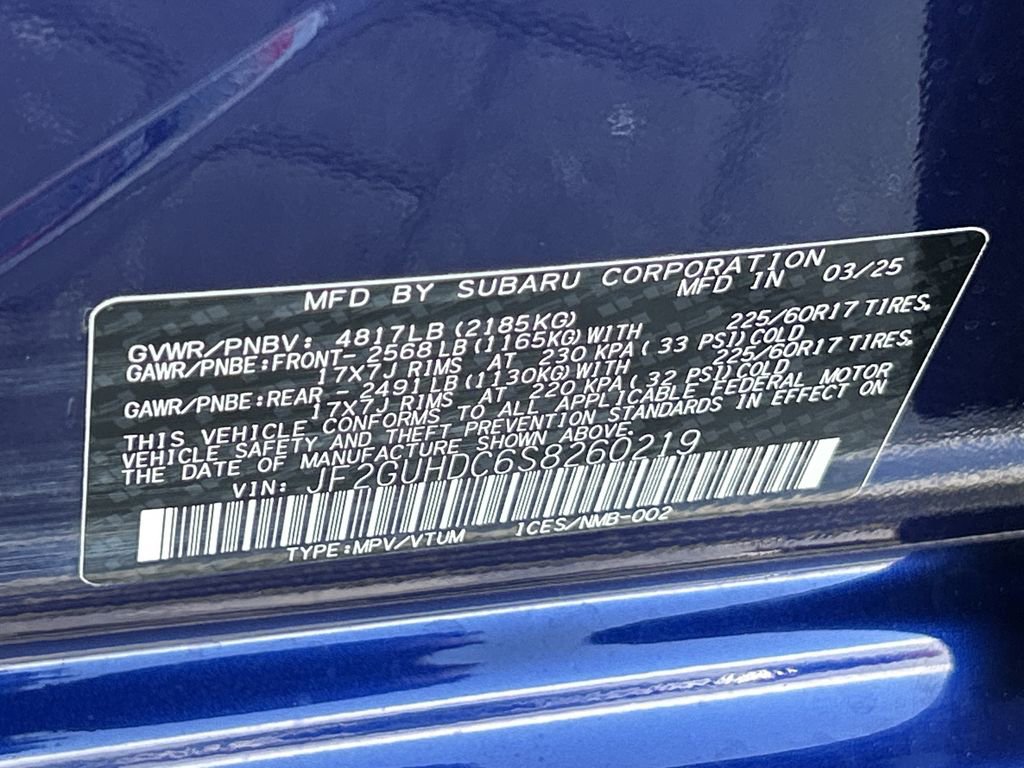 MFD BY SUBARU CORPORATION
MFD IN 03/25
GVWR/PNBV: 4817LB(2185KG)
GAWR/PNBE:FRONT- 2568LB(1165KG)WITH 225/60R17 TIRES.
17X7J RIMS AT 230 KPA( 33 PSI)COLD
GAWR/PNBE:REAR - 2491LB(1130KG)WITH 225/60R17 TIRES.
17X7J RIMS AT 220 KPA( 32 PSI)COLD
THIS VEHICLE CONFORMS TO ALL APPLICABLE FEDERAL MOTOR
VEHICLE SAFETY AND THEFT PREVENTION STANDARDS IN EFFECT ON
THE DATE OF MANUFACTURE SHOWN ABOVE.
VIN: JF2GUHDC6S8260219
TYPE:MPV/VTUM ICES/NMB-002